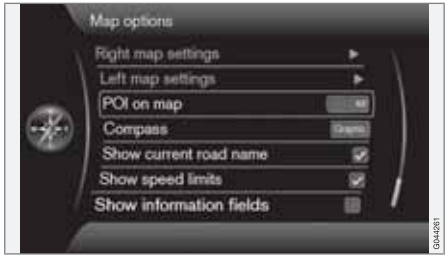 Map options
Right map settings
Left map settings
POI on map All
Compass Graphic
Show current road name
Show speed limits
Show information fields
G044261